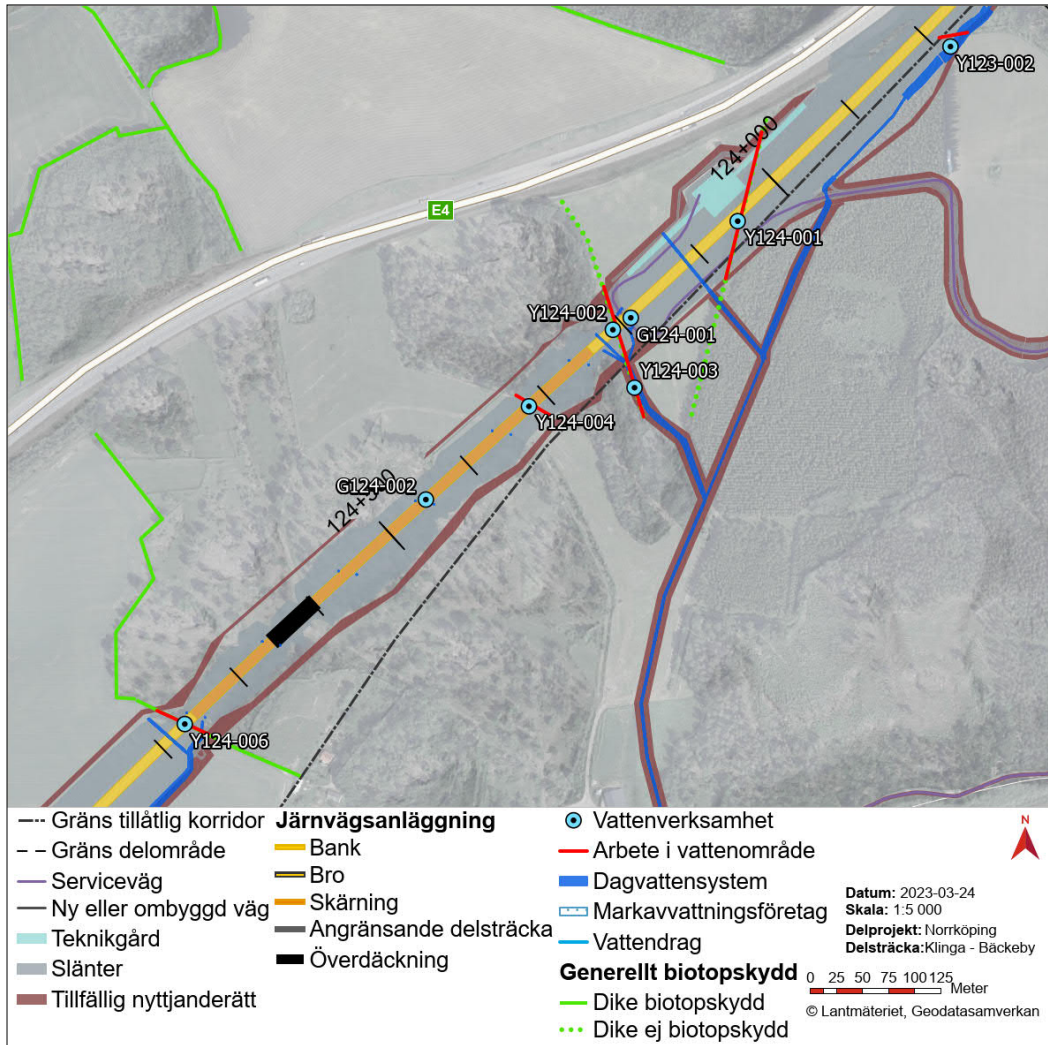 Y123-002
124+000
E4
Y124-001
Y124-002
G124-001
Y124-003
Y124-004
G124-002
124+500
Y124-006
Gräns tillåtlig korridor
Gräns delområde
Serviceväg
Ny eller ombyggd väg
Teknikgård
Slänter
Tillfällig nyttjanderätt
Järnvägsanläggning
Bank
Bro
Skärning
Angränsande delsträcka
Överdäckning
Vattenverksamhet
Arbete i vattenområde
Dagvattensystem
Markavvattningsföretag
Vattendrag
Generellt biotopskydd
Dike biotopskydd
Dike ej biotopskydd
N
Datum: 2023-03-24
Skala: 1:5 000
Delprojekt: Norrköping
Delsträcka:Klinga - Bäckeby
0 25 50 75 100 125
Meter
© Lantmäteriet, Geodatasamverkan